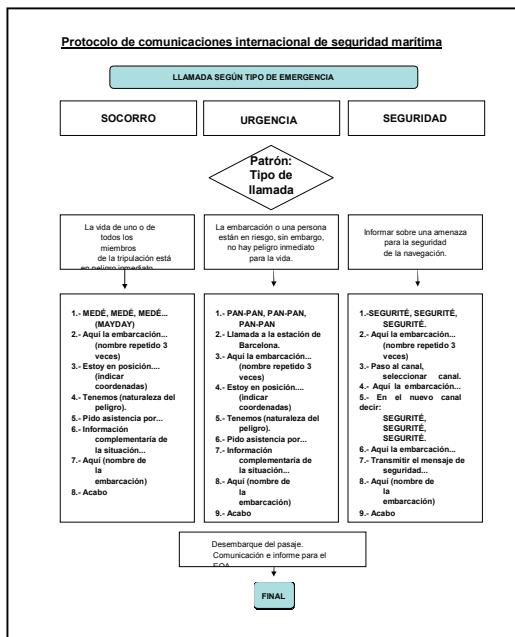 Protocolo de comunicaciones internacional de seguridad marítima
LLAMADA SEGÚN TIPO DE EMERGENCIA
SOCORRO
URGENCIA
SEGURIDAD
Patrón:
Tipo de
llamada
La vida de uno o de
todos los
miembros
de la tripulación está
en peligro inmediato
La embarcación o una persona
están en riesgo, sin embargo,
no hay peligro inmediato
para la vida.
Informar sobre una amenaza
para la seguridad
de la navegación.
1.- MEDÉ, MEDÉ, MEDÉ...
(MAYDAY)
2.- Aquí la embarcación...
(nombre repetido 3
veces)
3.- Estoy en posición....
(indicar
coordenadas)
4.- Tenemos (naturaleza del
peligro).
5.- Pido asistencia por...
6.- Información
complementaría de
la situación...
7.- Aquí (nombre de
la
embarcación)
8.- Acabo
1.- PAN-PAN, PAN-PAN,
PAN-PAN
2.- Llamada a la estación de
Barcelona.
3.- Aquí la embarcación...
(nombre repetido 3
veces)
4.- Estoy en posición....
(indicar
coordenadas)
5.- Tenemos (naturaleza del
peligro).
6.- Pido asistencia por...
7.- Información
complementaría de
la situación...
8.- Aquí (nombre de
la
embarcación)
9.- Acabo
1.-SEGURITÉ, SEGURITÉ,
SEGURITÉ.
2.- Aquí la embarcación...
(nombre repetido 3
veces)
3.- Paso al canal,
seleccionar canal.
4.- Aquí la embarcación...
5.- En el nuevo canal
decir:
SEGURITÉ,
SEGURITÉ,
SEGURITÉ.
6.- Aquí la embarcación...
7.- Transmitir el mensaje de
seguridad...
8.- Aquí (nombre de
la
embarcación)
9.- Acabo
Desembarque del pasaje.
Comunicación e informe para el
FINAL